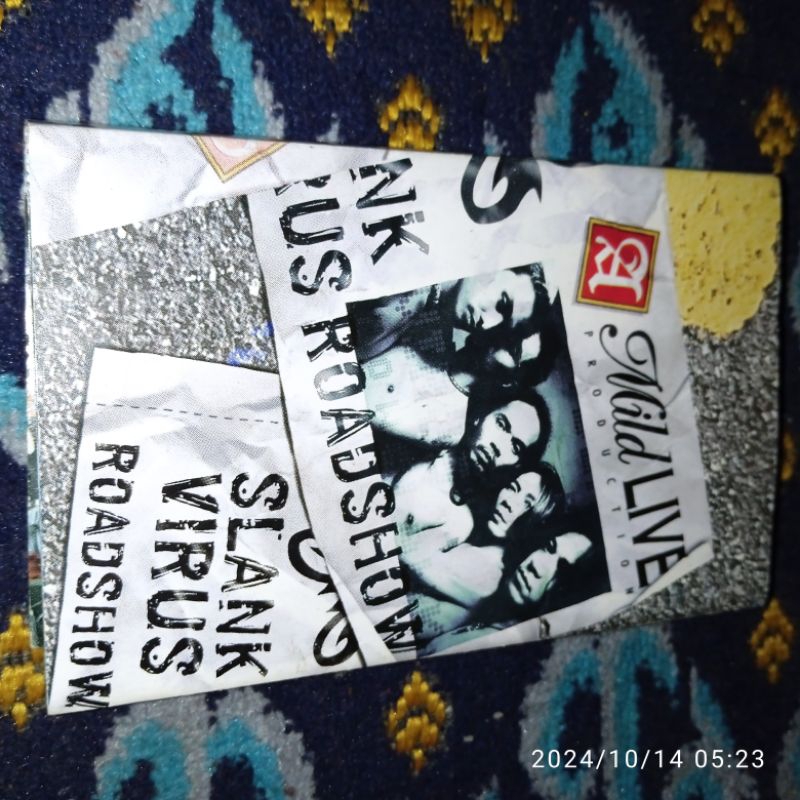 NK
RUS ROADSHOW
R
Mild LIVE
PRODUCTION
SLANK
VIRUS
ROADSHOW
2024/10/14 05:23